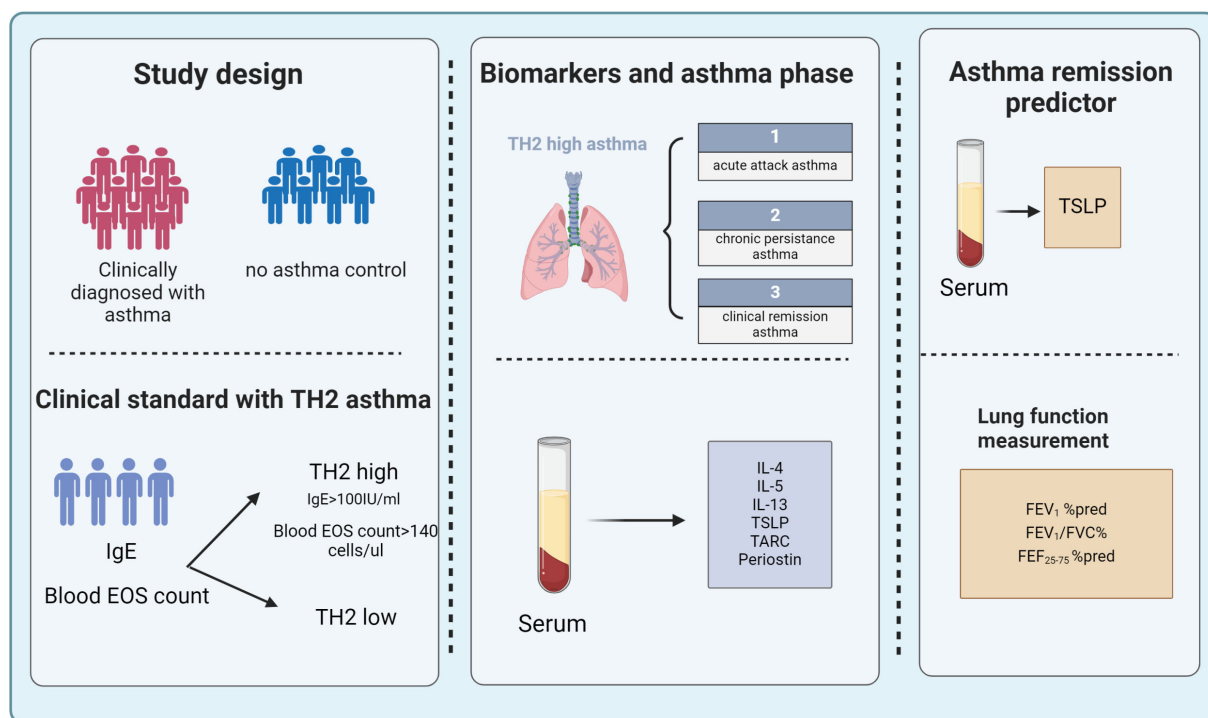 Study design
Clinically
diagnosed with
asthma
no asthma control
Clinical standard with TH2 asthma
IgE
Blood EOS count
TH2 high
IgE>100IU/ml
Blood EOS count>140
cells/ul
TH2 low
Biomarkers and asthma phase
TH2 high asthma
1
acute attack asthma
2
chronic persistance
asthma
3
clinical remission
asthma
Serum
IL-4
IL-5
IL-13
TSLP
TARC
Periostin
Asthma remission
predictor
Serum
TSLP
Lung function
measurement
FEV₁ %pred
FEV₁/FVC%
FEF₂₅₋₇₅ %pred